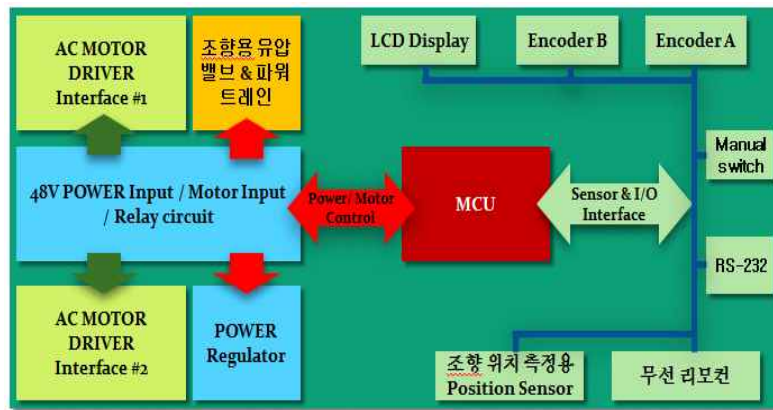 AC MOTOR
DRIVER
Interface #1
조향용 유압
밸브 & 파워
트레인
LCD Display
Encoder B
Encoder A
Manual
switch
48V POWER Input / Motor Input
/ Relay circuit
Power/ Motor
Control
MCU
Sensor & I/O
Interface
RS-232
AC MOTOR
DRIVER
Interface #2
POWER
Regulator
조향 위치 측정용
Position Sensor
무선 리모컨